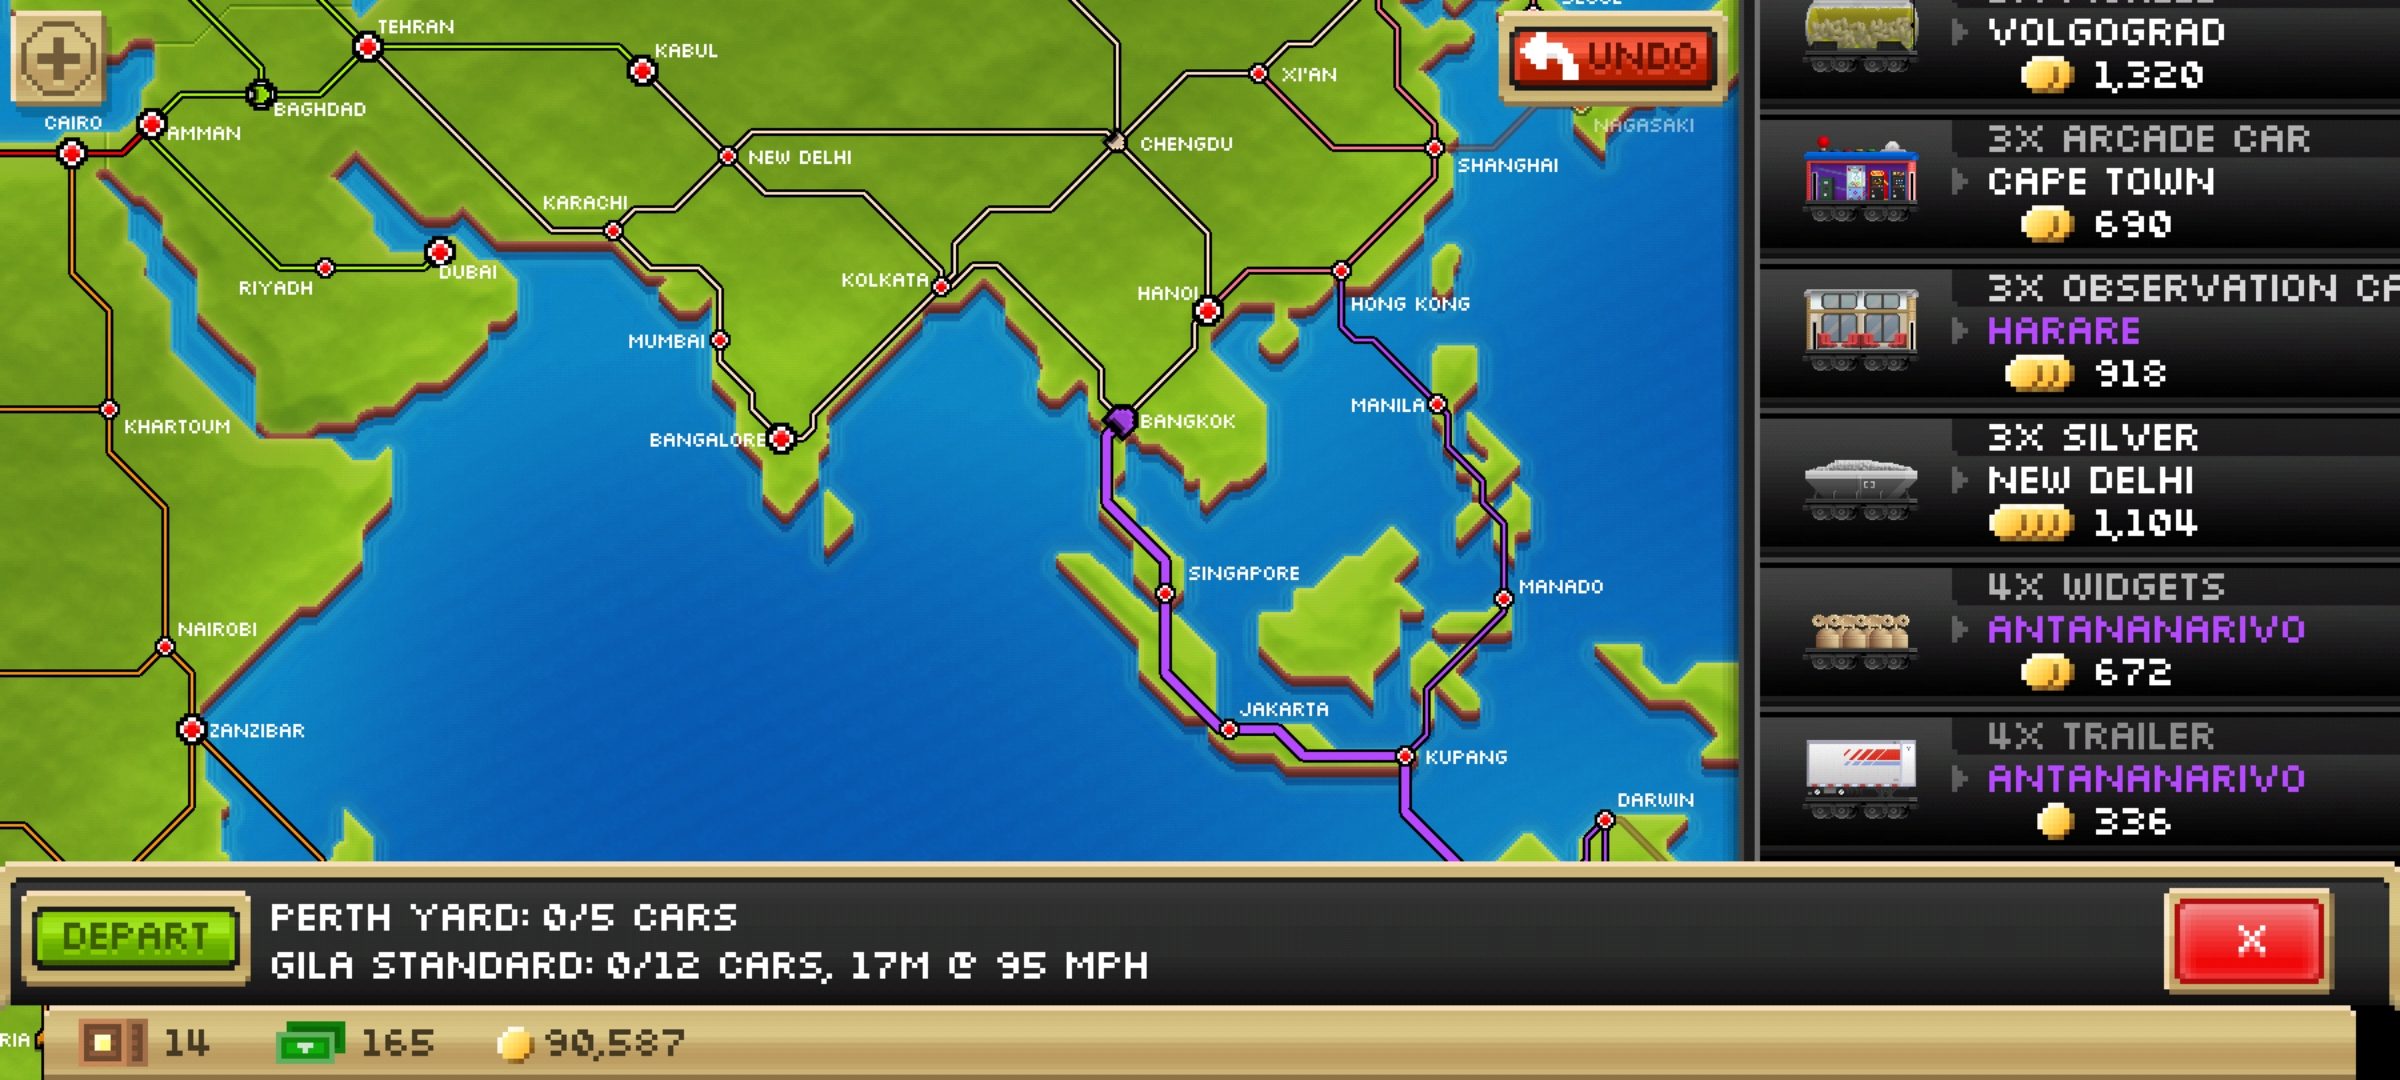 TEHRAN
KABUL
BAGHDAD
CAIRO
AMMAN
XI'AN
UNDO
NAGASAKI
NEW DELHI
CHENGDU
SHANGHAI
KARACHI
RIYADH
DUBAI
KOLKATA
HANOI
HONG KONG
MUMBAI
KHARTOUM
BANGALORE
BANGKOK
MANILA
SINGAPORE
MANADO
NAIROBI
ZANZIBAR
JAKARTA
KUPANG
DARWIN
VOLGOGRAD
1,320
3X ARCADE CAR
CAPE TOWN
690
3X OBSERVATION CA
HARARE
918
3X SILVER
NEW DELHI
1,104
4X WIDGETS
ANTANANARIVO
672
4X TRAILER
ANTANANARIVO
336
DEPART
PERTH YARD: 0/5 CARS
GILA STANDARD: 0/12 CARS, 17M @ 95 MPH
X
RIA
14
165
90,587